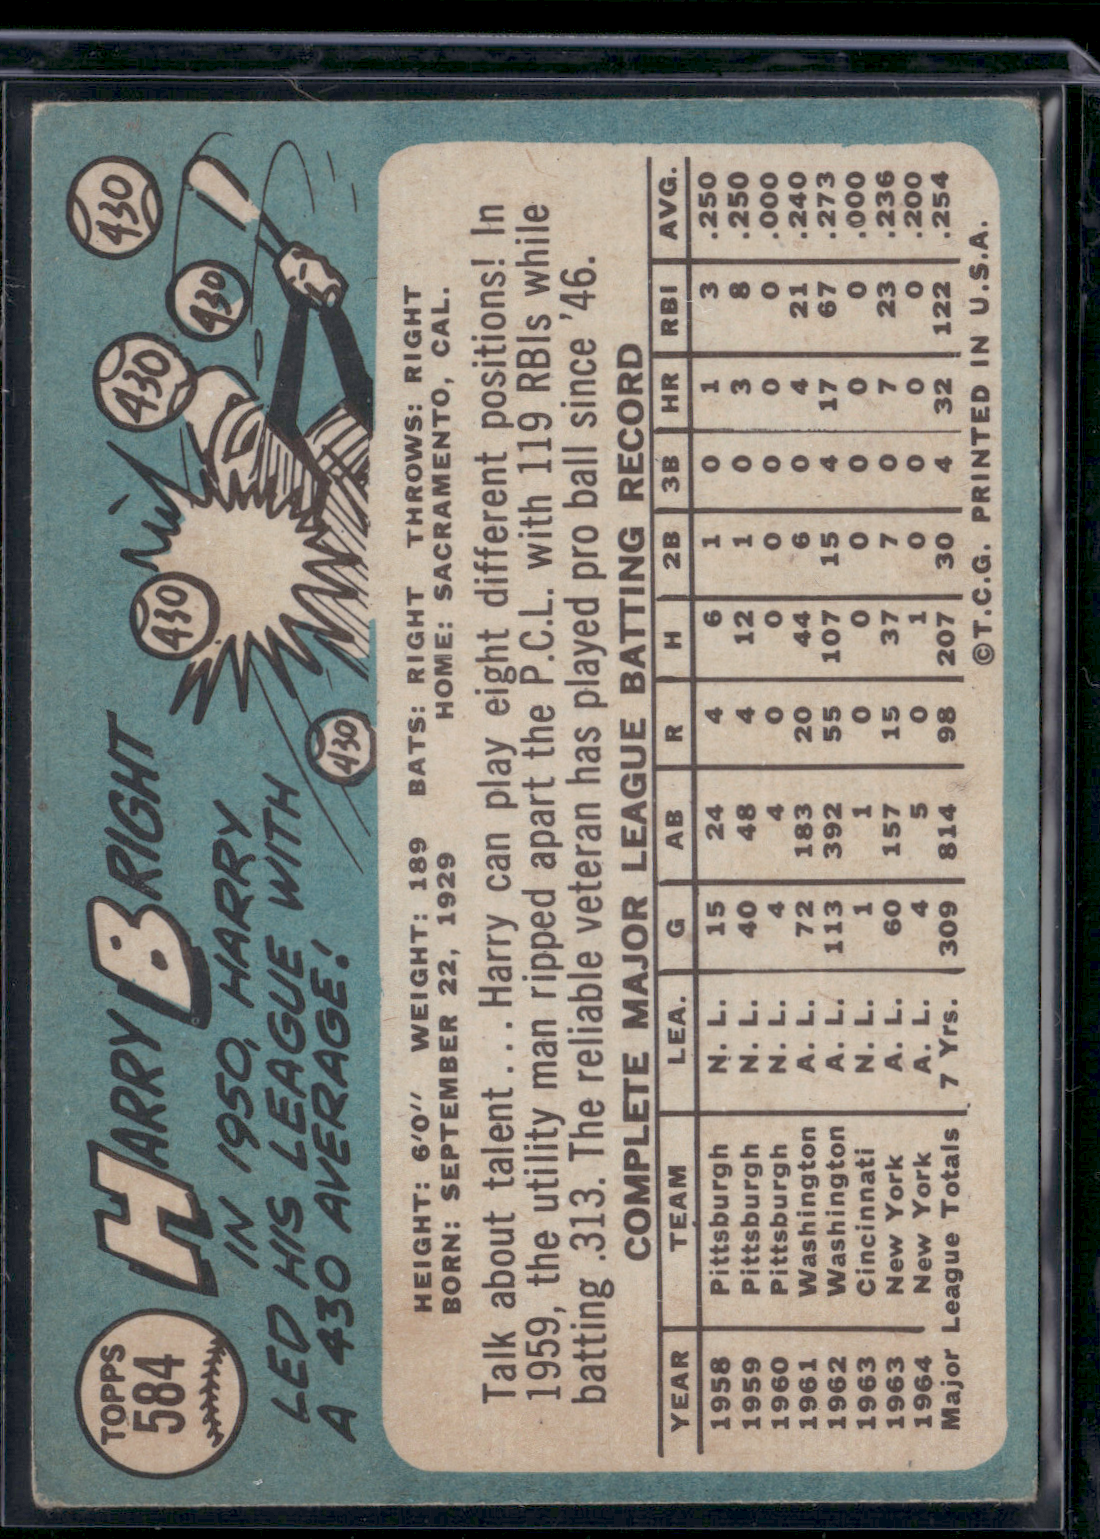 TOPPS
584
HARRY BRIGHT
IN 1950, HARRY
LED HIS LEAGUE WITH
A 430 AVERAGE!
430
430
430
430
430
HEIGHT: 6'0" WEIGHT: 189 BATS: RIGHT THROWS: RIGHT
BORN: SEPTEMBER 22, 1929 HOME: SACRAMENTO, CAL.
Talk about talent . . . Harry can play eight different positions! In
1959, the utility man ripped apart the P.C.L. with 119 RBIs while
batting .313. The reliable veteran has played pro ball since '46.
COMPLETE MAJOR LEAGUE BATTING RECORD
YEAR TEAM LEA. G AB R H 2B 3B HR RBI AVG.
1958 Pittsburgh N. L. 15 24 4 6 1 0 1 3 .250
1959 Pittsburgh N. L. 40 48 4 12 1 0 3 8 .250
1960 Pittsburgh N. L. 4 4 0 0 0 0 0 0 .000
1961 Washington A. L. 72 183 20 44 6 0 4 21 .240
1962 Washington A. L. 113 392 55 107 15 4 17 67 .273
1963 Cincinnati N. L. 1 1 0 0 0 0 0 0 .000
1963 New York A. L. 60 157 15 37 7 0 7 23 .236
1964 New York A. L. 4 5 0 1 0 0 0 0 .200
Major League Totals 7 Yrs. 309 814 98 207 30 4 32 122 .254
©T.C.G. PRINTED IN U.S.A.